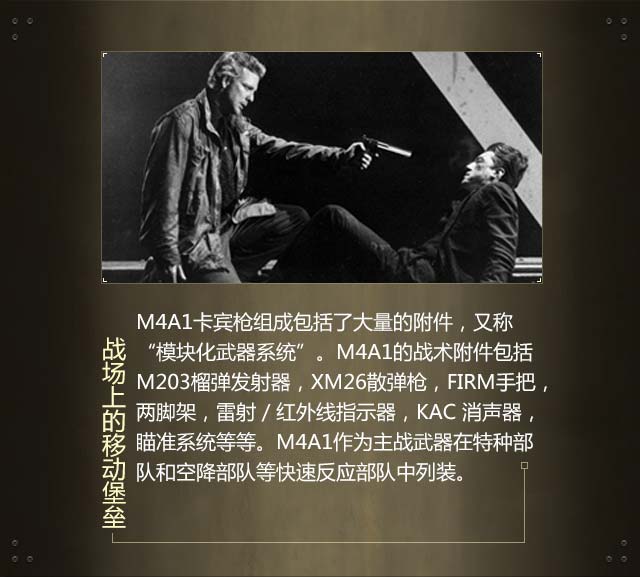 战场上的移动堡垒
M4A1卡宾枪组成包括了大量的附件，又称
“模块化武器系统”。M4A1的战术附件包括
M203榴弹发射器，XM26散弹枪，FIRM手把，
两脚架，雷射 / 红外线指示器，KAC 消声器，
瞄准系统等等。M4A1作为主战武器在特种部
队和空降部队等快速反应部队中列装。